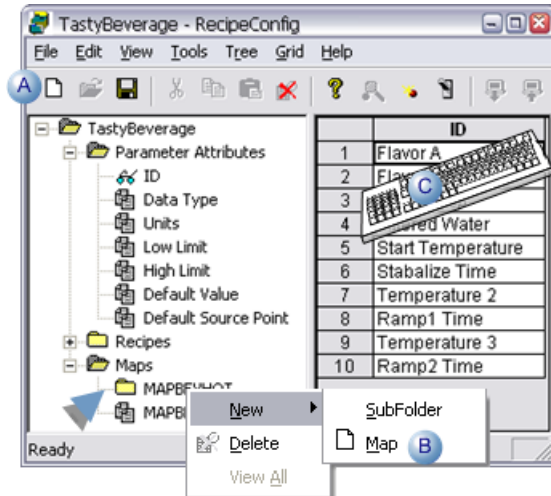 TastyBeverage - RecipeConfig
File Edit View Tools Tree Grid Help
A
TastyBeverage
Parameter Attributes
ID
Data Type
Units
Low Limit
High Limit
Default Value
Default Source Point
Recipes
Maps
MAPBEVHOT
MAPB
ID
1 Flavor A
2
3
C
4 Water
5 Start Temperature
6 Stabalize Time
7 Temperature 2
8 Ramp1 Time
9 Temperature 3
10 Ramp2 Time
New SubFolder
Delete Map B
View All
Ready